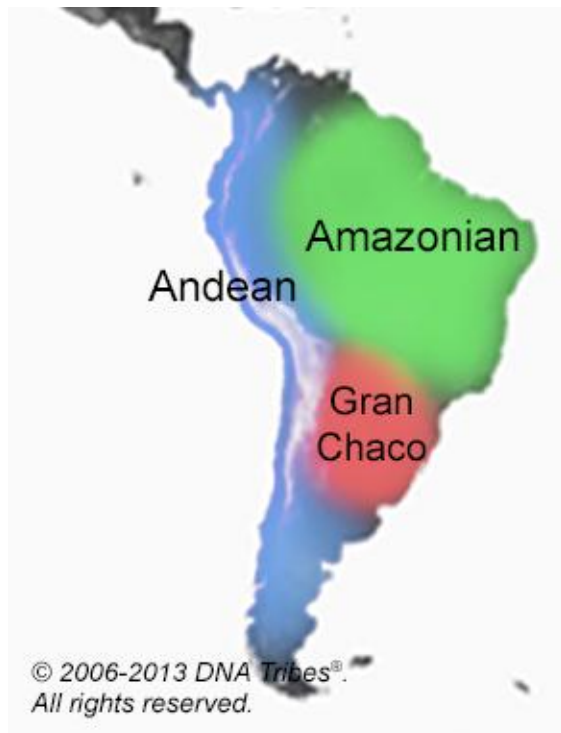 Amazonian
Andean
Gran
Chaco
© 2006-2013 DNA Tribes®.
All rights reserved.